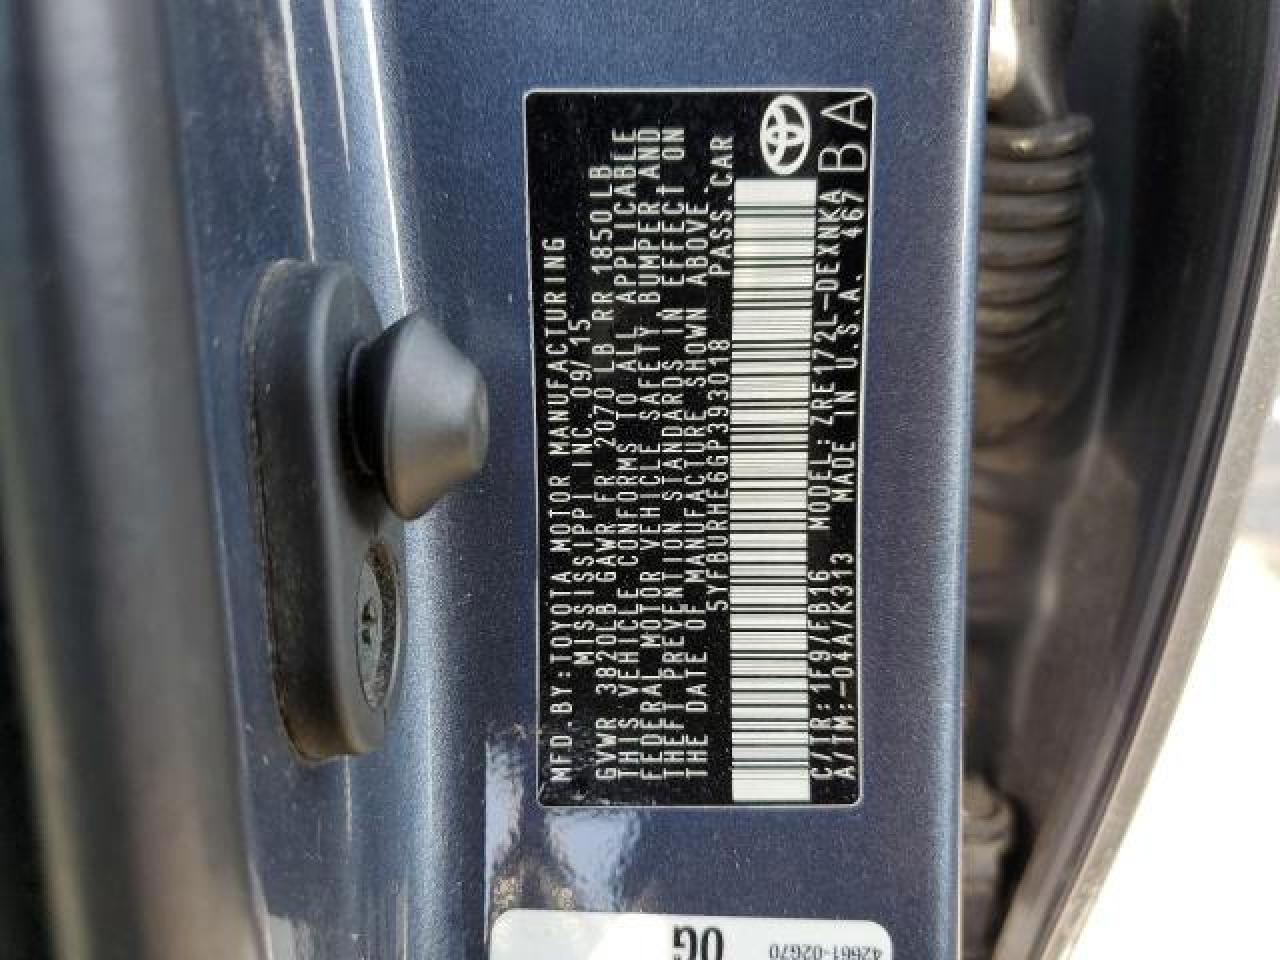 MFD.BY:TOYOTA MOTOR MANUFACTURING
MISSISSIPPI INC. 09/15
GVWR 3820LB GAWR FR 2070 LB RR 1850LB
THIS VEHICLE CONFORMS TO ALL APPLICABLE
FEDERAL MOTOR VEHICLE SAFETY, BUMPER AND
THEFT PREVENTION STANDARDS IN EFFECT ON
THE DATE OF MANUFACTURE SHOWN ABOVE.
5YFBURHE6GP393018 PASS.CAR
C/TR:1F9/FB16 MODEL:ZRE172L-DEXNKA
A/TM:-04A/K313 MADE IN U.S.A. 467
BA
0G
42661-02G70